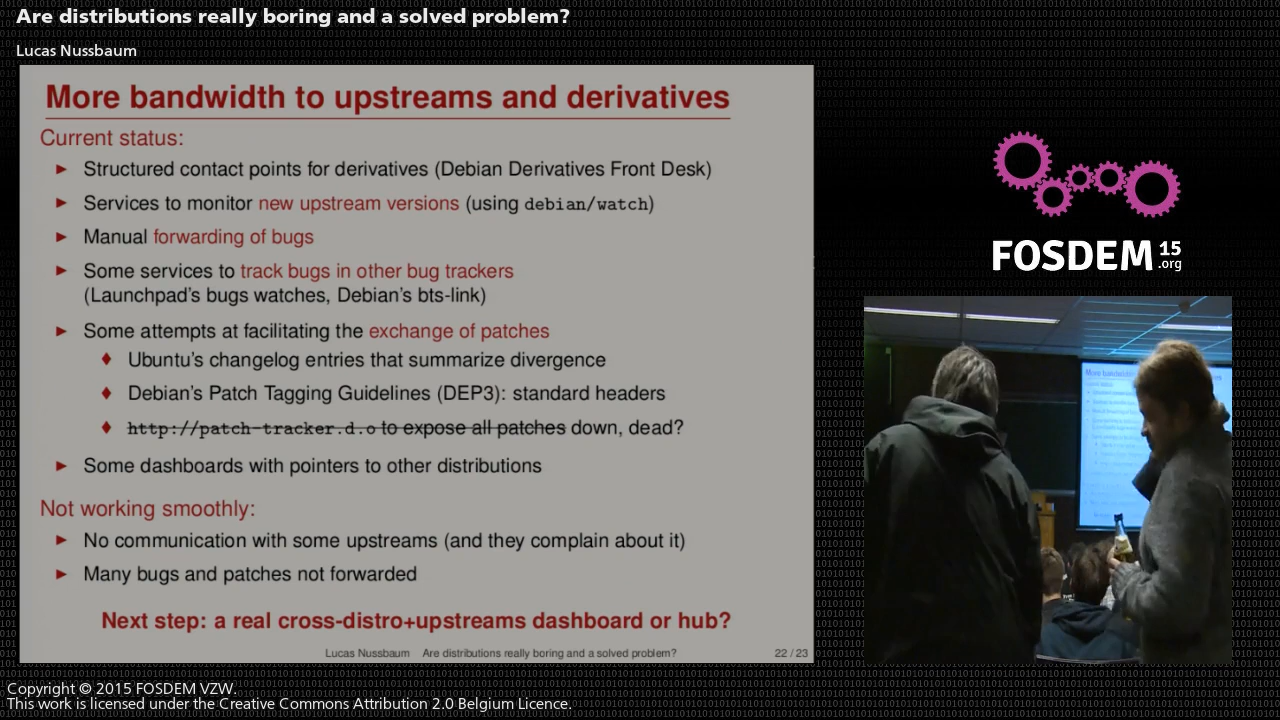 Are distributions really boring and a solved problem?
Lucas Nussbaum
More bandwidth to upstreams and derivatives
Current status:
Structured contact points for derivatives (Debian Derivatives Front Desk)
Services to monitor new upstream versions (using debian/watch)
Manual forwarding of bugs
Some services to track bugs in other bug trackers
(Launchpad's bugs watches, Debian's bts-link)
Some attempts at facilitating the exchange of patches
Ubuntu's changelog entries that summarize divergence
Debian's Patch Tagging Guidelines (DEP3): standard headers
http://patch-tracker.d.o to expose all patches down, dead?
Some dashboards with pointers to other distributions
Not working smoothly:
No communication with some upstreams (and they complain about it)
Many bugs and patches not forwarded
Next step: a real cross-distro+upstreams dashboard or hub?
Lucas Nussbaum Are distributions really boring and a solved problem? 22 / 23
FOSDEM 15
.org
More bandwidth
Copyright © 2015 FOSDEM VZW.
This work is licensed under the Creative Commons Attribution 2.0 Belgium Licence.